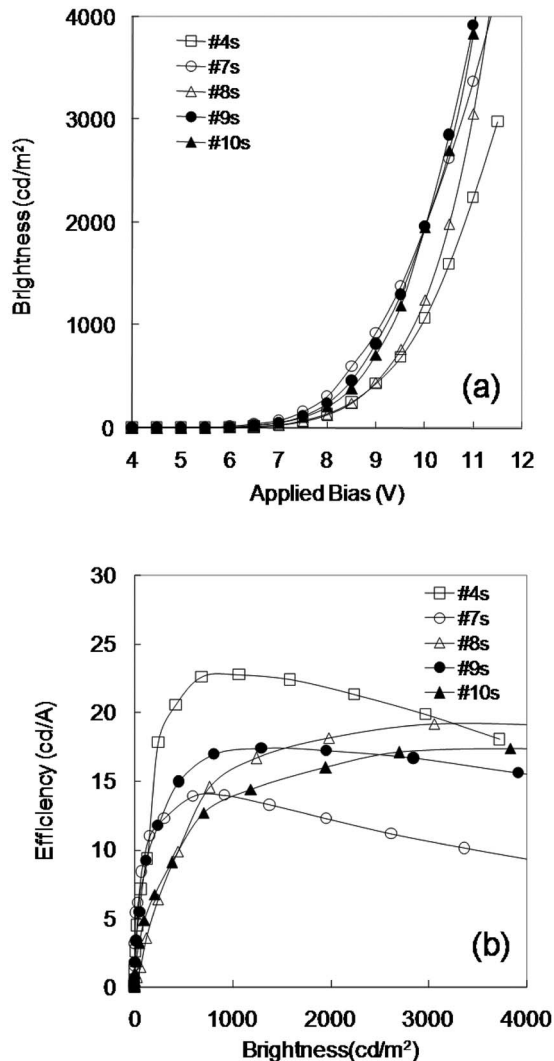 4000
3000
2000
1000
0
Brightness (cd/m²)
#4s
#7s
#8s
#9s
#10s
(a)
4 5 6 7 8 9 10 11 12
Applied Bias (V)
30
25
20
15
10
5
0
Efficiency (cd/A)
#4s
#7s
#8s
#9s
#10s
(b)
0 1000 2000 3000 4000
Brightness(cd/m²)